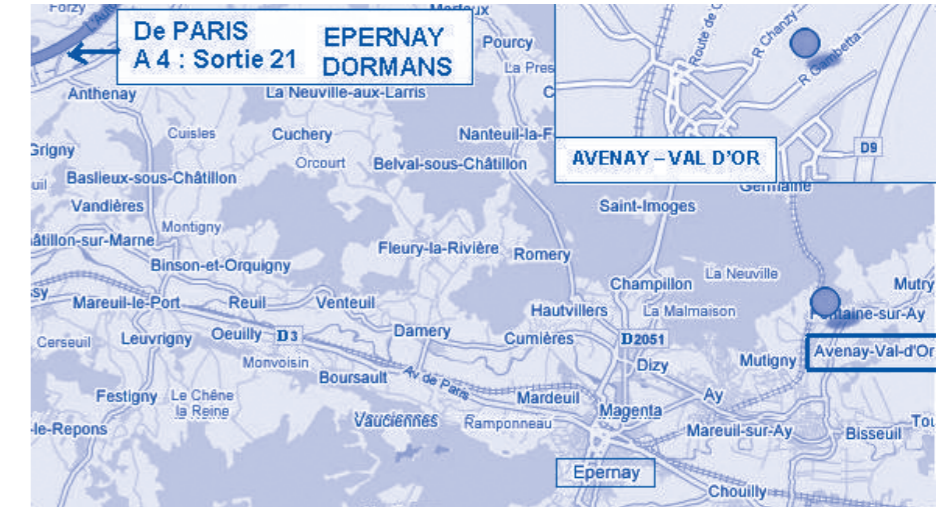 Forzy
De PARIS
A 4 : Sortie 21
EPERNAY
DORMANS
Pourcy
La Pres
Route de
R Chanzy
R Gambetta
AVENAY – VAL D'OR
D9
Anthenay
La Neuville-aux-Larris
Cuisles
Cuchery
Nanteuil-la-F
Grigny
Orcourt
Belval-sous-Châtillon
Baslieux-sous-Châtillon
Germaine
Vandières
Saint-Imoges
Montigny
âtillon-sur-Marne
Fleury-la-Rivière
Romery
Binson-et-Orquigny
La Neuville
Champillon
Mutry
Mareuil-le-Port
Reuil
Venteuil
Hautvillers
La Malmaison
Fontaine-sur-Ay
Cerseuil
Leuvrigny
Oeuilly
D3
Damery
Cumières
D2051
Avenay-Val-d'Or
Monvoisin
Dizy
Mutigny
Boursault
Av de Paris
Festigny
Le Chêne
la Reine
Mardeuil
Ay
Magenta
-le-Repons
Vauciennes
Ramponneau
Mareuil-sur-Ay
Bisseuil
Tou
Epernay
Chouilly